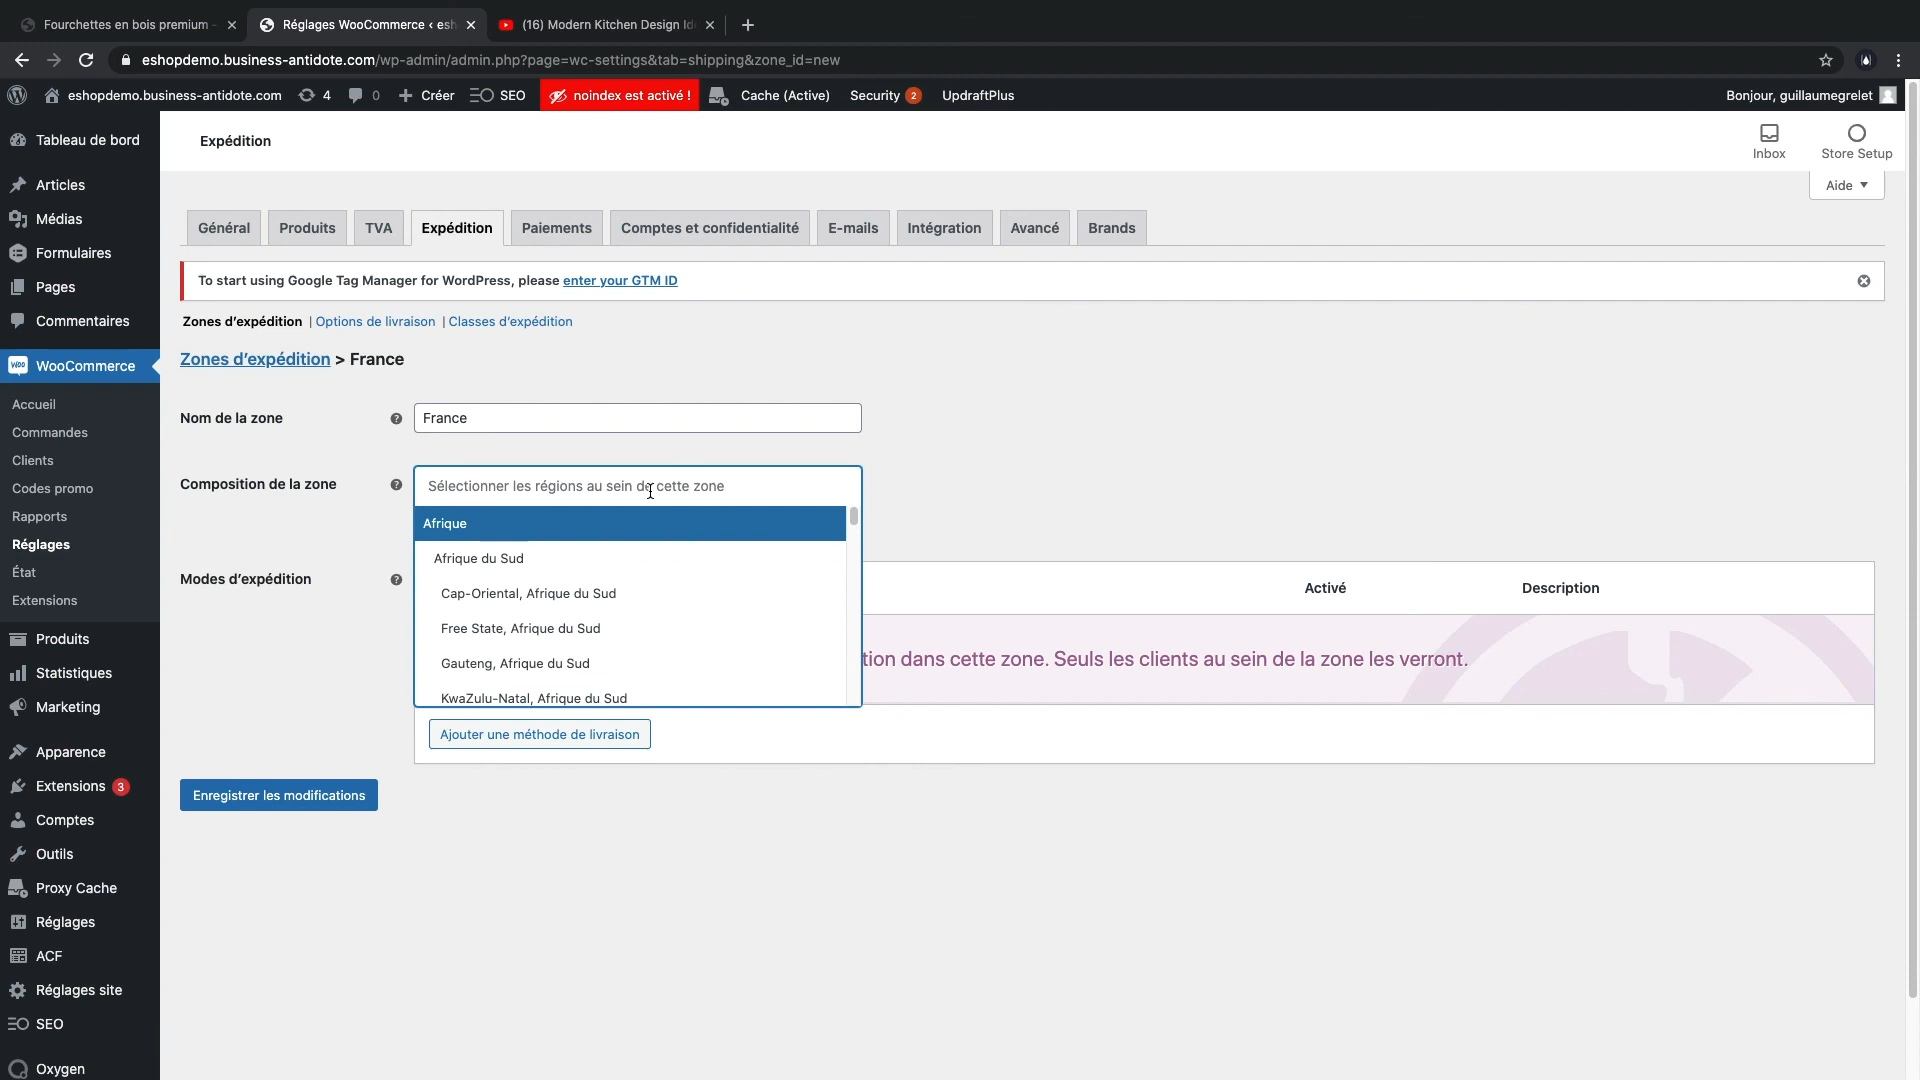 Fourchettes en bois premium -
Réglages WooCommerce ‹ esh
(16) Modern Kitchen Design Id
eshopdemo.business-antidote.com/wp-admin/admin.php?page=wc-settings&tab=shipping&zone_id=new
eshopdemo.business-antidote.com 4 0 Créer SEO noindex est activé ! Cache (Active) Security 2 UpdraftPlus Bonjour, guillaumegrelet
Tableau de bord
Articles
Médias
Formulaires
Pages
Commentaires
WooCommerce
Accueil
Commandes
Clients
Codes promo
Rapports
Réglages
État
Extensions
Produits
Statistiques
Marketing
Apparence
Extensions 3
Comptes
Outils
Proxy Cache
Réglages
ACF
Réglages site
SEO
Oxygen
Expédition
Inbox
Store Setup
Aide
Général Produits TVA Expédition Paiements Comptes et confidentialité E-mails Intégration Avancé Brands
To start using Google Tag Manager for WordPress, please enter your GTM ID
Zones d’expédition | Options de livraison | Classes d’expédition
Zones d’expédition > France
Nom de la zone
France
Composition de la zone
Sélectionner les régions au sein de cette zone
Afrique
Afrique du Sud
Cap-Oriental, Afrique du Sud
Free State, Afrique du Sud
Gauteng, Afrique du Sud
KwaZulu-Natal, Afrique du Sud
Modes d’expédition
Activé Description
tion dans cette zone. Seuls les clients au sein de la zone les verront.
Ajouter une méthode de livraison
Enregistrer les modifications